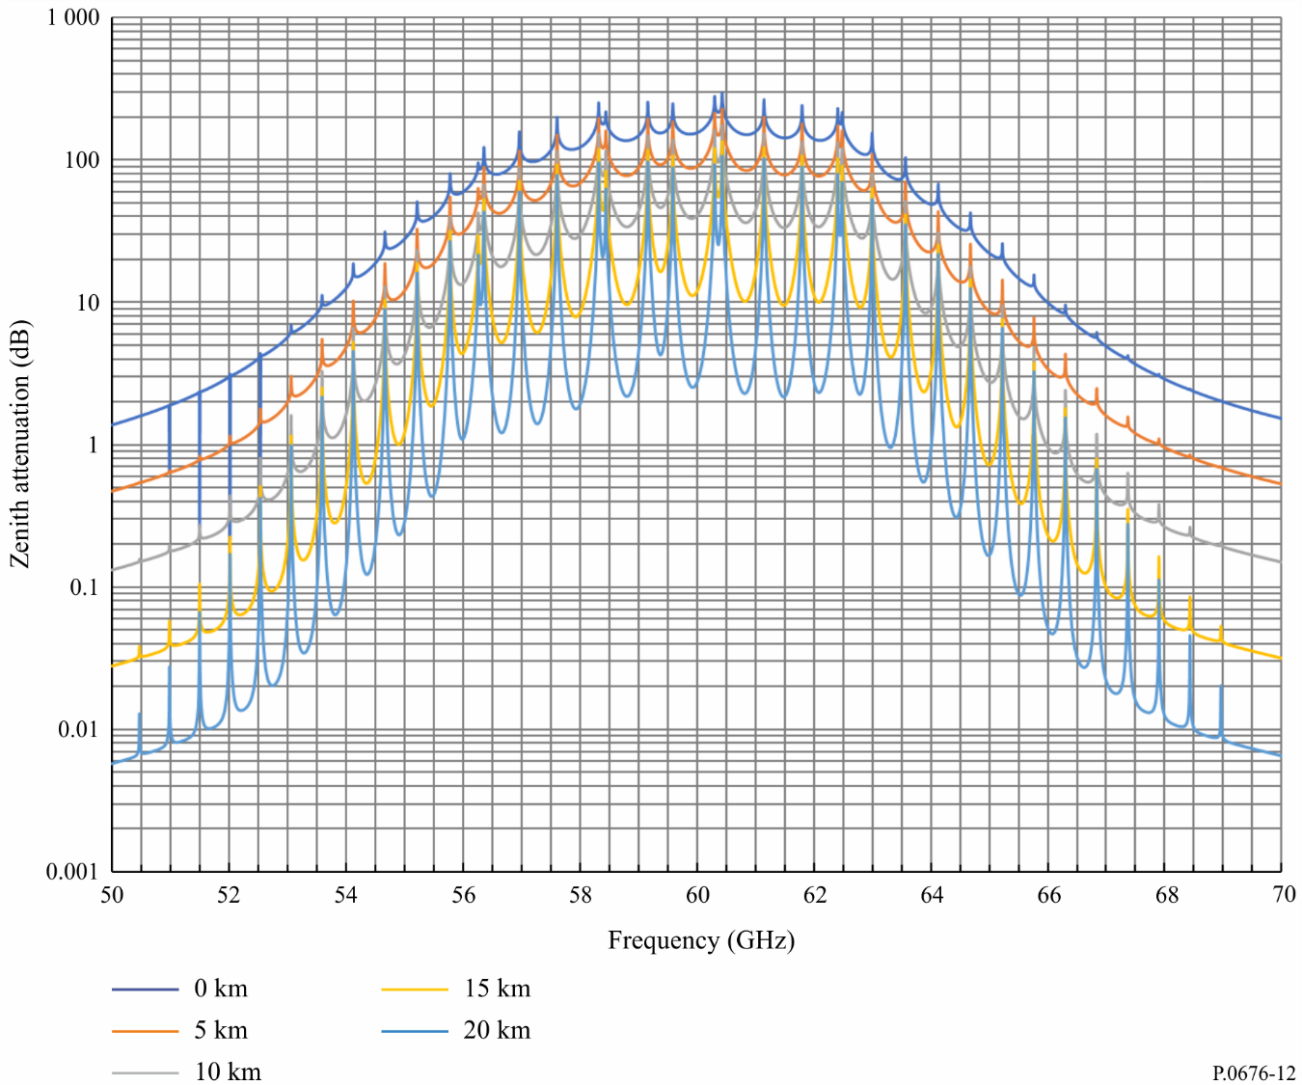 1 000
100
10
1
0.1
0.01
0.001
Zenith attenuation (dB)
50 52 54 56 58 60 62 64 66 68 70
Frequency (GHz)
0 km 15 km
5 km 20 km
10 km
P.0676-12